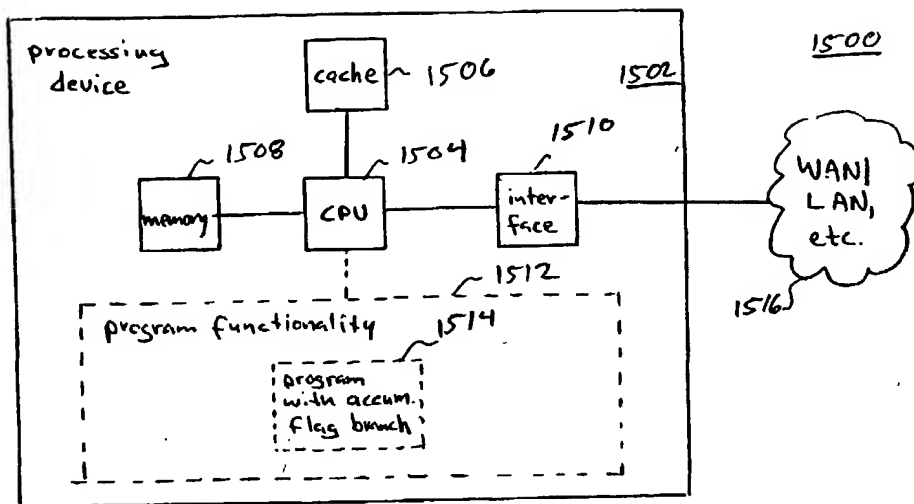 processing
device
cache
1506
1502
1500
1508
1504
1510
memory
CPU
inter-
face
WAN/
LAN,
etc.
1516
1512
program functionality
1514
program
with accum.
flag branch